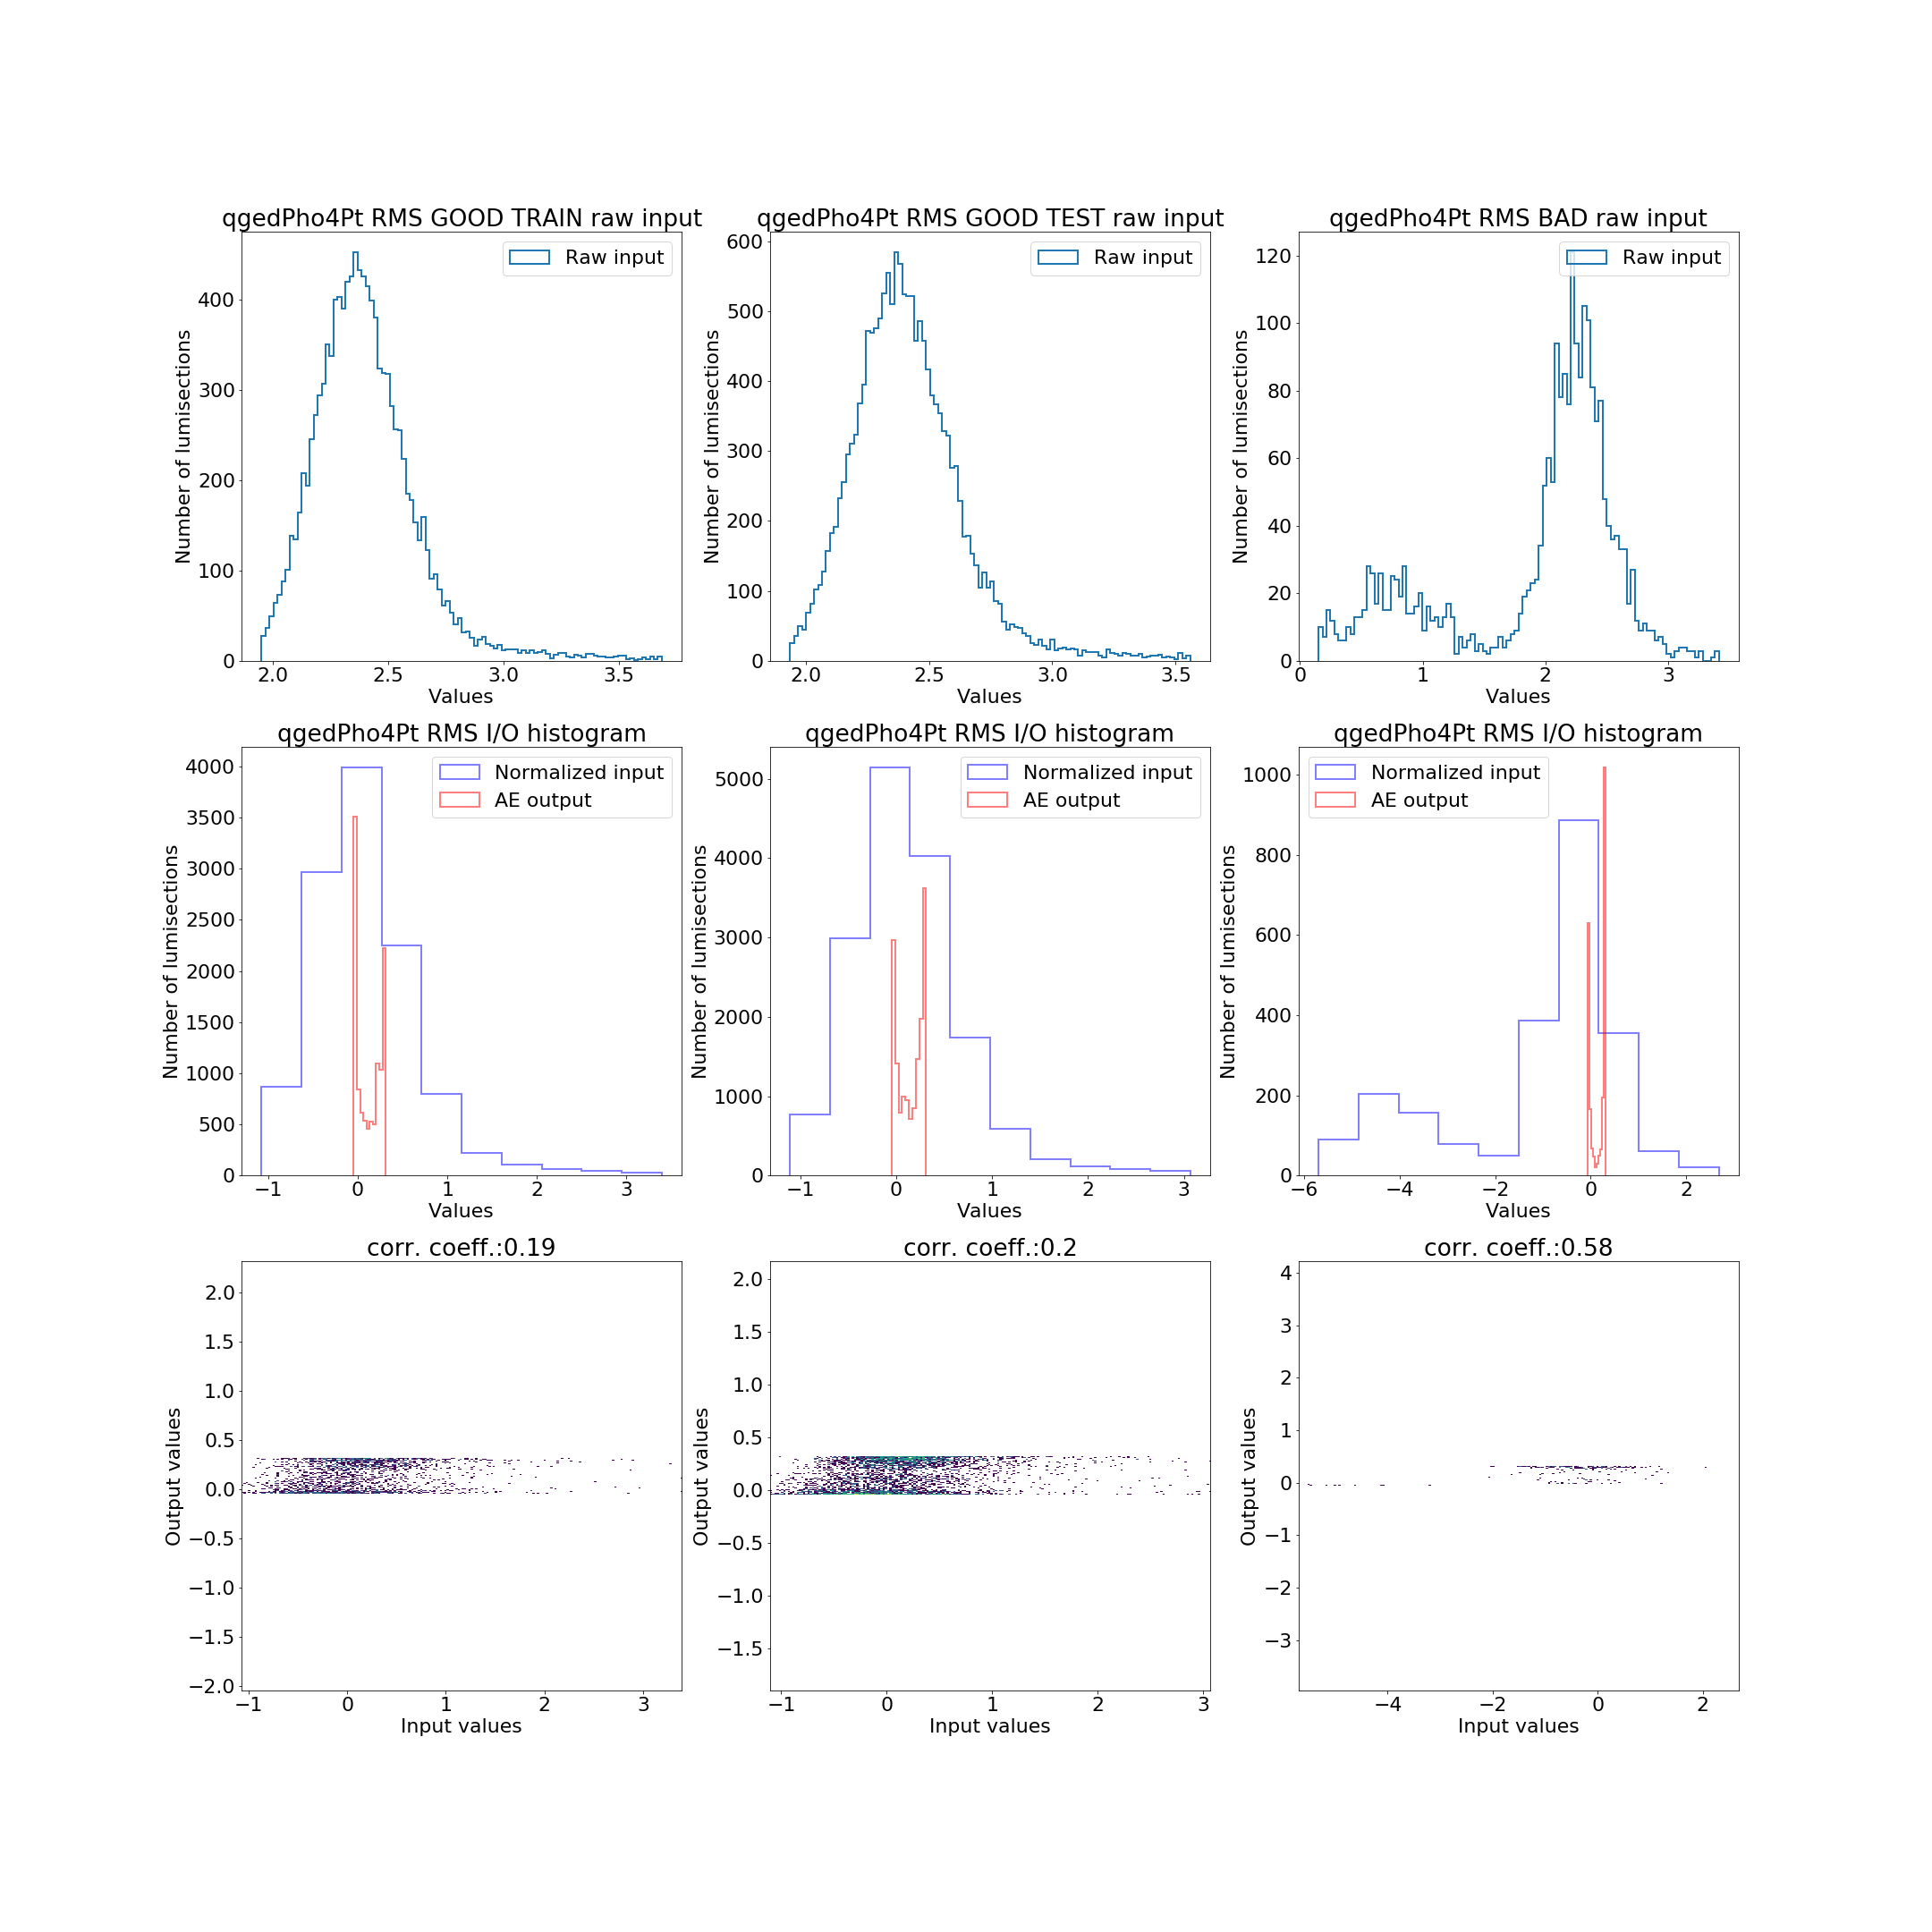 qgedPho4Pt RMS GOOD TRAIN raw input
Raw input
Number of lumisections
400
300
200
100
0
2.0 2.5 3.0 3.5
Values
qgedPho4Pt RMS GOOD TEST raw input
Raw input
Number of lumisections
600
500
400
300
200
100
0
2.0 2.5 3.0 3.5
Values
qgedPho4Pt RMS BAD raw input
Raw input
Number of lumisections
120
100
80
60
40
20
0
0 1 2 3
Values
qgedPho4Pt RMS I/O histogram
Normalized input
AE output
Number of lumisections
4000
3500
3000
2500
2000
1500
1000
500
0
−1 0 1 2 3
Values
qgedPho4Pt RMS I/O histogram
Normalized input
AE output
Number of lumisections
5000
4000
3000
2000
1000
0
−1 0 1 2 3
Values
qgedPho4Pt RMS I/O histogram
Normalized input
AE output
Number of lumisections
1000
800
600
400
200
0
−6 −4 −2 0 2
Values
corr. coeff.:0.19
Output values
2.0
1.5
1.0
0.5
0.0
−0.5
−1.0
−1.5
−2.0
−1 0 1 2 3
Input values
corr. coeff.:0.2
Output values
2.0
1.5
1.0
0.5
0.0
−0.5
−1.0
−1.5
−1 0 1 2 3
Input values
corr. coeff.:0.58
Output values
4
3
2
1
0
−1
−2
−3
−4 −2 0 2
Input values